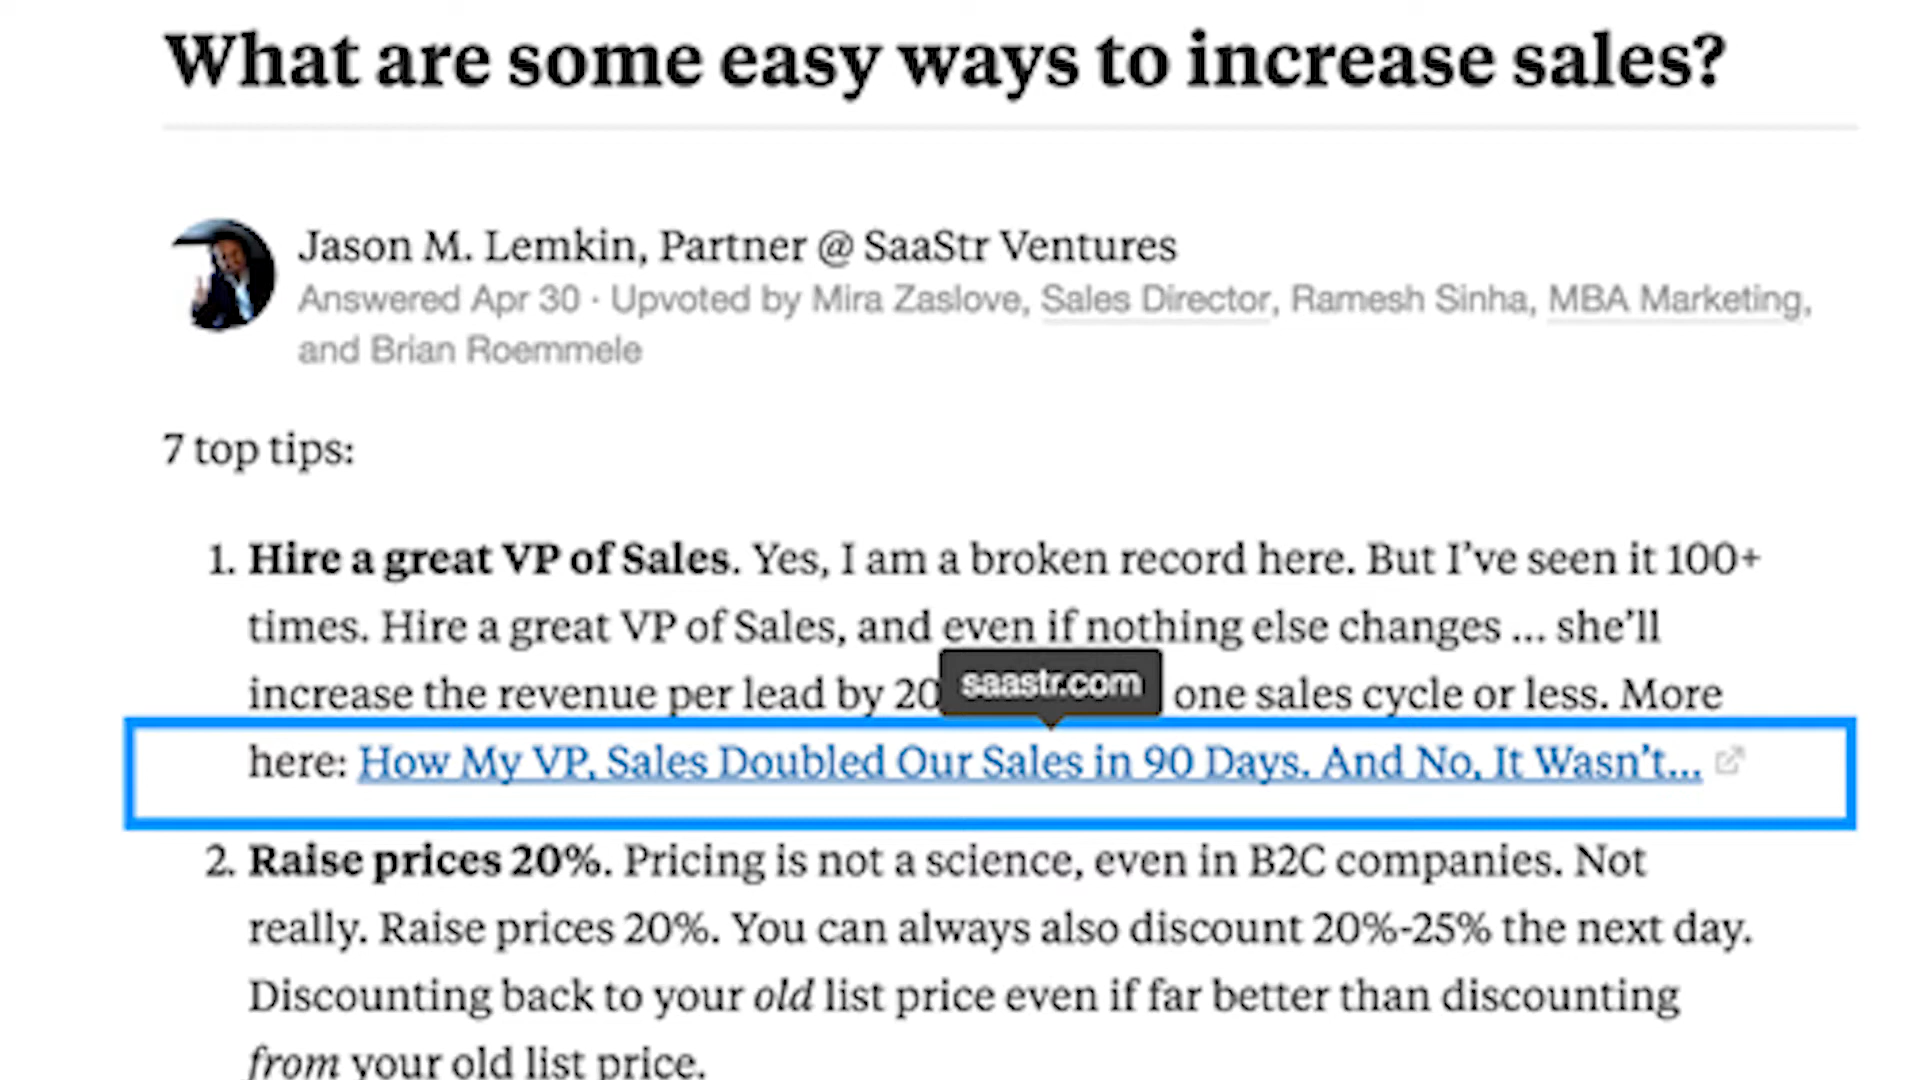 What are some easy ways to increase sales?
Jason M. Lemkin, Partner @ SaaStr Ventures
Answered Apr 30 · Upvoted by Mira Zaslove, Sales Director, Ramesh Sinha, MBA Marketing,
and Brian Roemmele
7 top tips:
1. Hire a great VP of Sales. Yes, I am a broken record here. But I’ve seen it 100+
times. Hire a great VP of Sales, and even if nothing else changes ... she’ll
increase the revenue per lead by 20 saastr.com one sales cycle or less. More
here: How My VP, Sales Doubled Our Sales in 90 Days. And No, It Wasn’t...
2. Raise prices 20%. Pricing is not a science, even in B2C companies. Not
really. Raise prices 20%. You can always also discount 20%-25% the next day.
Discounting back to your old list price even if far better than discounting
from your old list price.